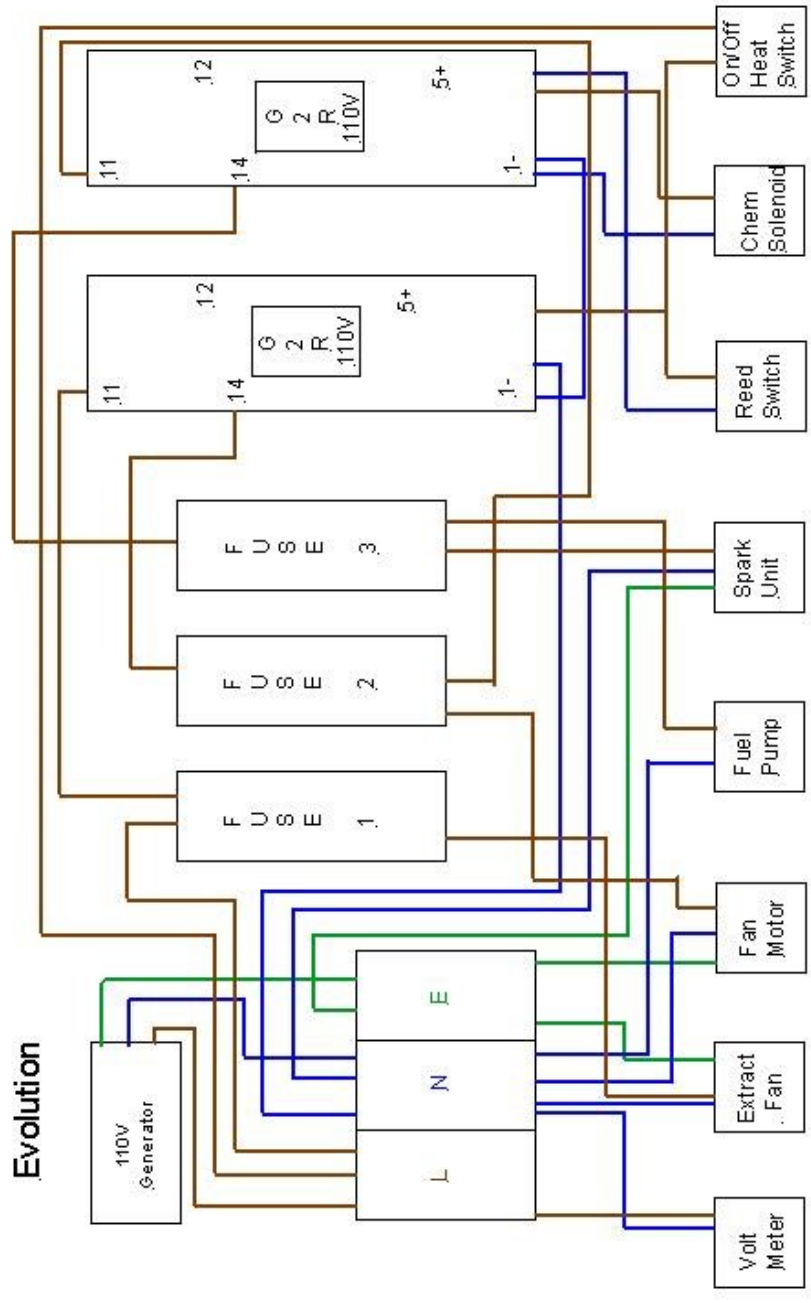 Evolution
110V
Generator
L
N
E
F
U
S
E
1
F
U
S
E
2
F
U
S
E
3
11
12
14
G
2
R
110V
1-
5+
11
12
14
G
2
R
110V
1-
5+
Volt
Meter
Extract
Fan
Fan
Motor
Fuel
Pump
Spark
Unit
Reed
Switch
Chem
Solenoid
On/Off
Heat
Switch